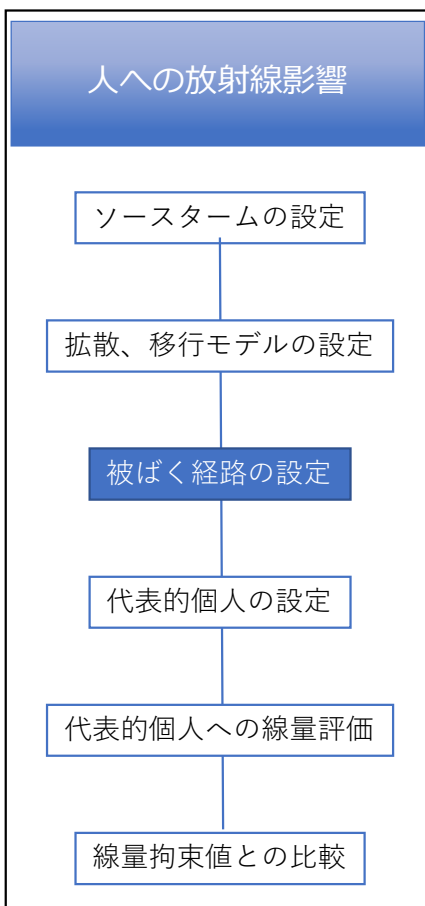 人への放射線影響
ソースタームの設定
拡散、移行モデルの設定
被ばく経路の設定
代表的個人の設定
代表的個人への線量評価
線量拘束値との比較